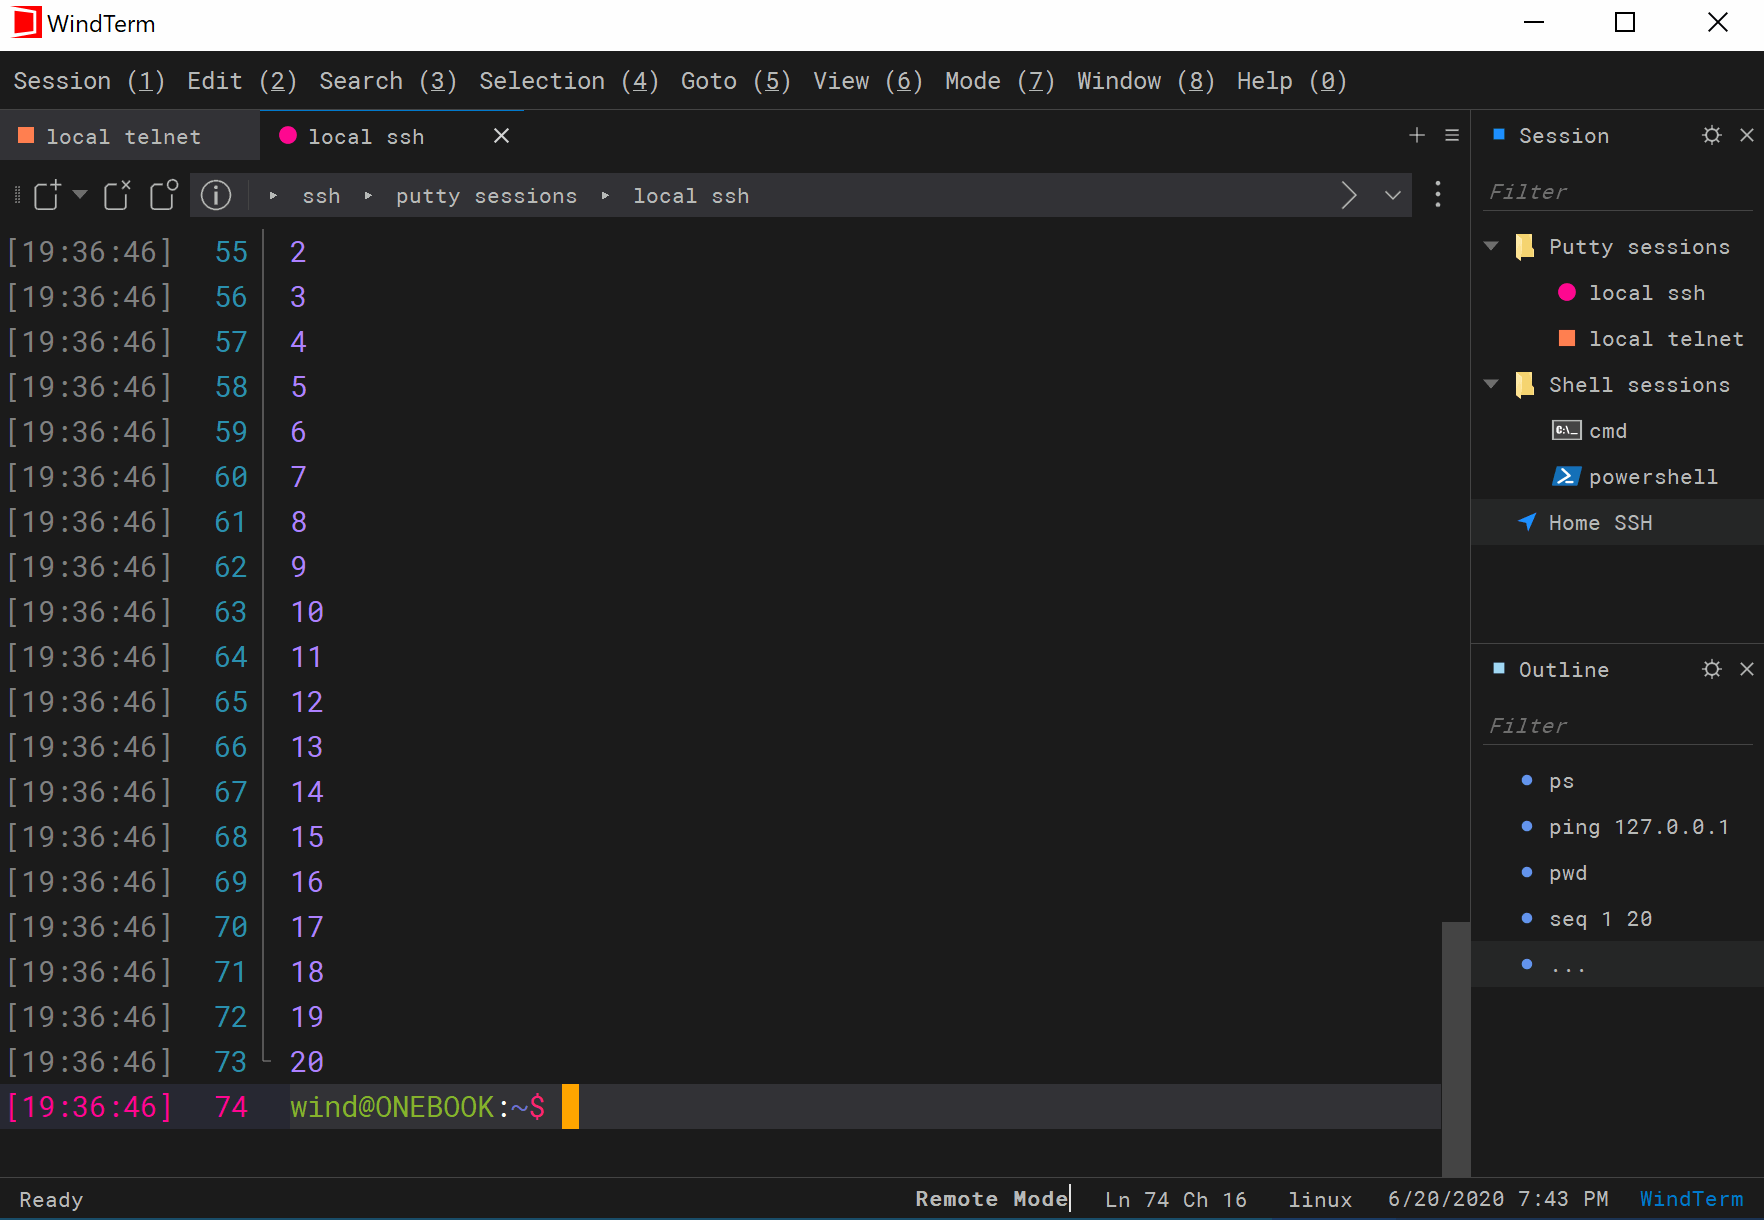 WindTerm
Session (1) Edit (2) Search (3) Selection (4) Goto (5) View (6) Mode (7) Window (8) Help (0)
local telnet
local ssh
ssh putty sessions local ssh
[19:36:46] 55 2
[19:36:46] 56 3
[19:36:46] 57 4
[19:36:46] 58 5
[19:36:46] 59 6
[19:36:46] 60 7
[19:36:46] 61 8
[19:36:46] 62 9
[19:36:46] 63 10
[19:36:46] 64 11
[19:36:46] 65 12
[19:36:46] 66 13
[19:36:46] 67 14
[19:36:46] 68 15
[19:36:46] 69 16
[19:36:46] 70 17
[19:36:46] 71 18
[19:36:46] 72 19
[19:36:46] 73 20
[19:36:46] 74 wind@ONEBOOK:~$
Session
Filter
Putty sessions
local ssh
local telnet
Shell sessions
C:\_ cmd
powershell
Home SSH
Outline
Filter
ps
ping 127.0.0.1
pwd
seq 1 20
...
Ready Remote Mode Ln 74 Ch 16 linux 6/20/2020 7:43 PM WindTerm